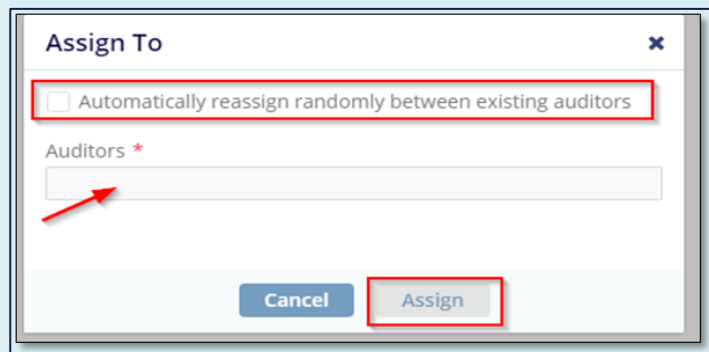 Assign To
Automatically reassign randomly between existing auditors
Auditors *
Cancel
Assign